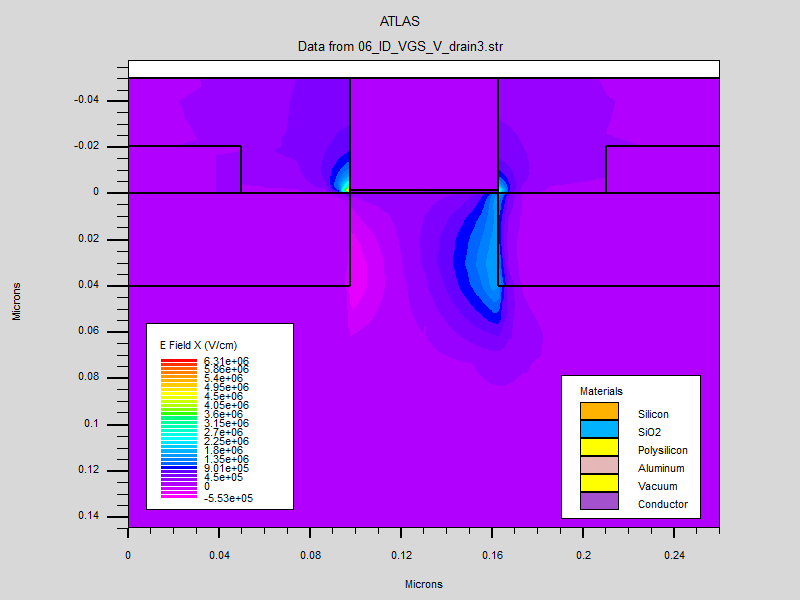 ATLAS
Data from 06_ID_VGS_V_drain3.str
-0.04
-0.02
0
0.02
0.04
0.06
0.08
0.1
0.12
0.14
Microns
E Field X (V/cm)
6.31e+06
5.86e+06
5.4e+06
4.95e+06
4.5e+06
4.05e+06
3.6e+06
3.15e+06
2.7e+06
2.25e+06
1.8e+06
1.35e+06
9.01e+05
4.5e+05
0
-5.53e+05
Materials
Silicon
SiO2
Polysilicon
Aluminum
Vacuum
Conductor
0 0.04 0.08 0.12 0.16 0.2 0.24
Microns